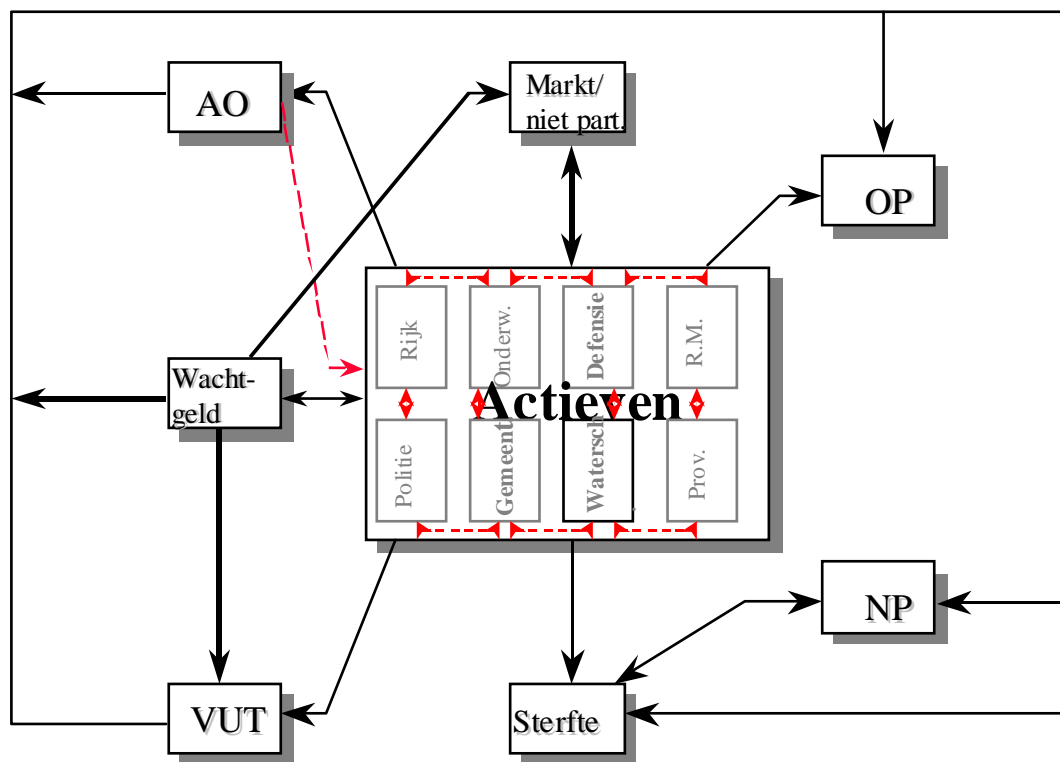 AO
Markt/
niet part.
OP
Rijk
Onderw.
Defensie
R.M.
Actieven
Wacht-
geld
Politie
Gemeent
Watersch
Prov.
NP
VUT
Sterfte